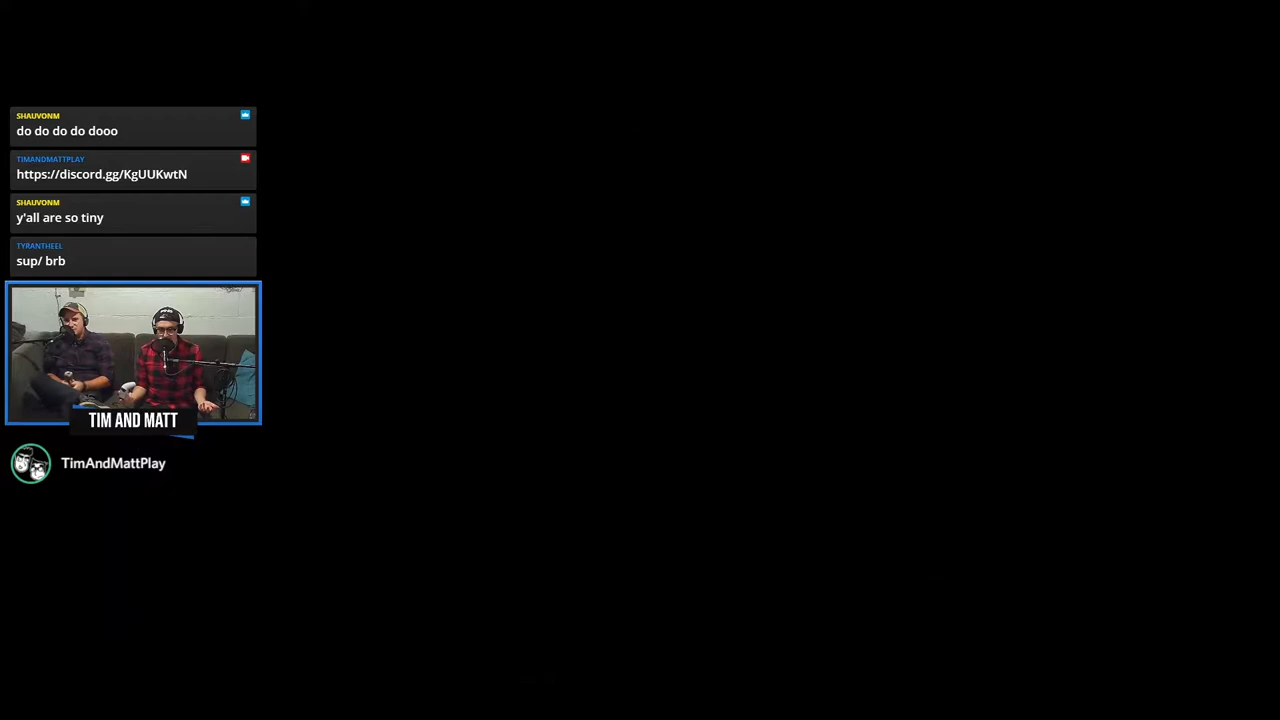 SHAUVONM
do do do do dooo
TIMANDMATTPLAY
https://discord.gg/KgUUKwtN
SHAUVONM
y'all are so tiny
TYRANTHEEL
sup/ brb
TIM AND MATT
TimAndMattPlay